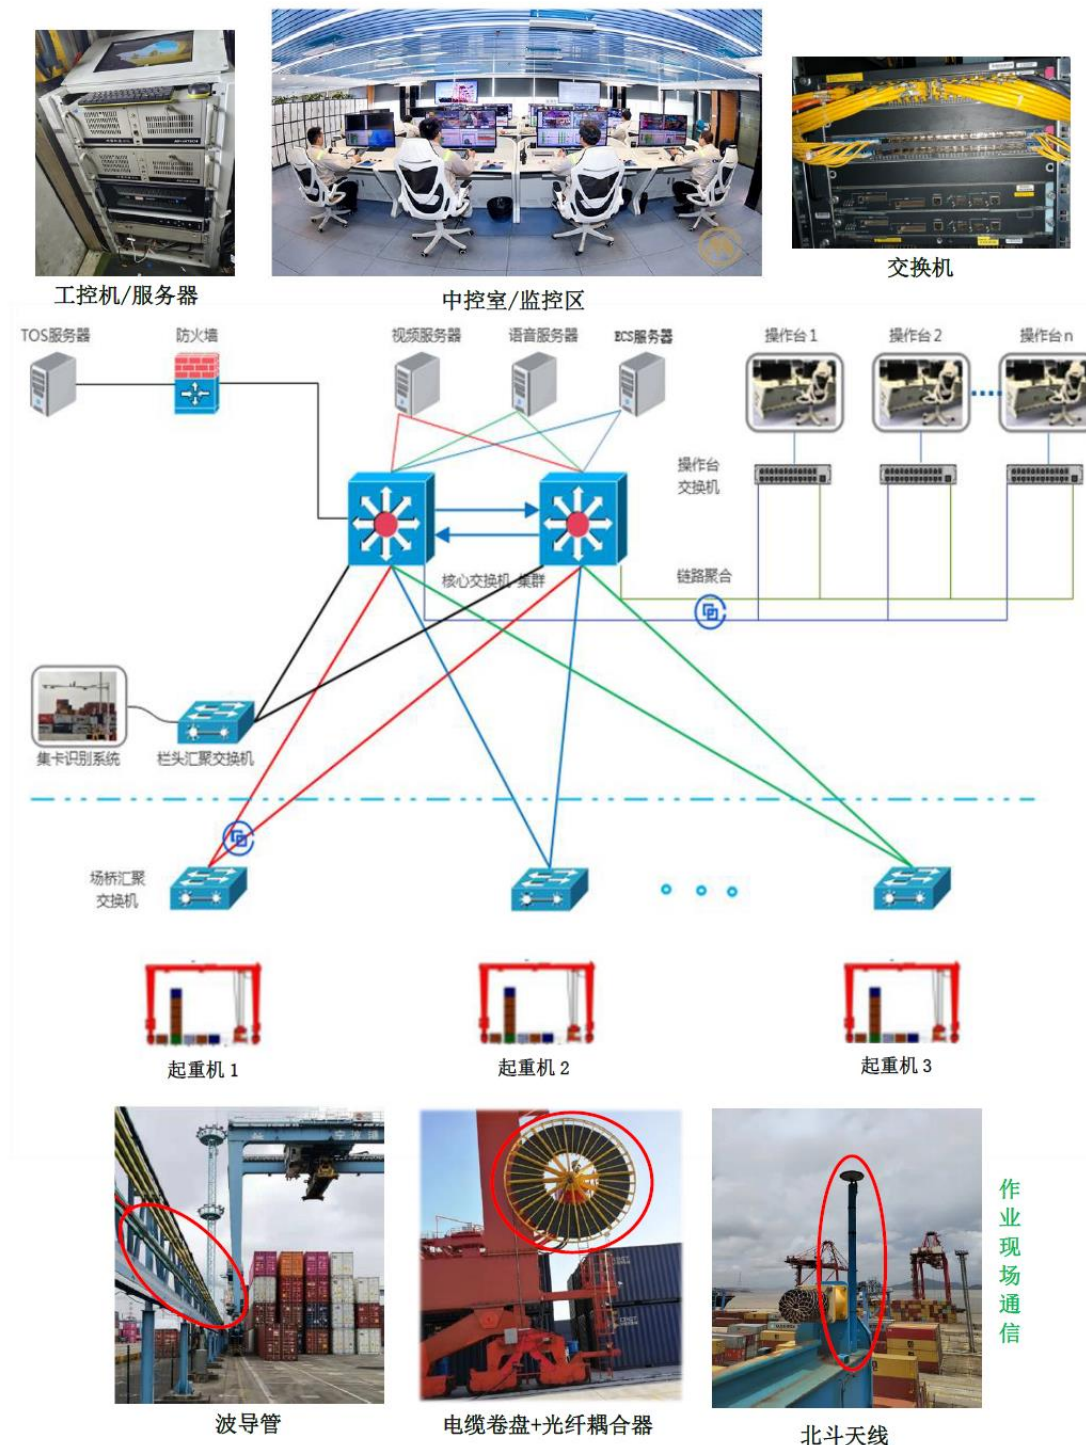 工控机/服务器
中控室/监控区
交换机
TOS服务器
防火墙
视频服务器
语音服务器
ECS服务器
操作台1
操作台2
操作台n
操作台
交换机
核心交换机 集群
链路聚合
集卡识别系统
栏头汇聚交换机
场桥汇聚
交换机
起重机 1
起重机 2
起重机 3
作业现场通信
波导管
电缆卷盘+光纤耦合器
北斗天线